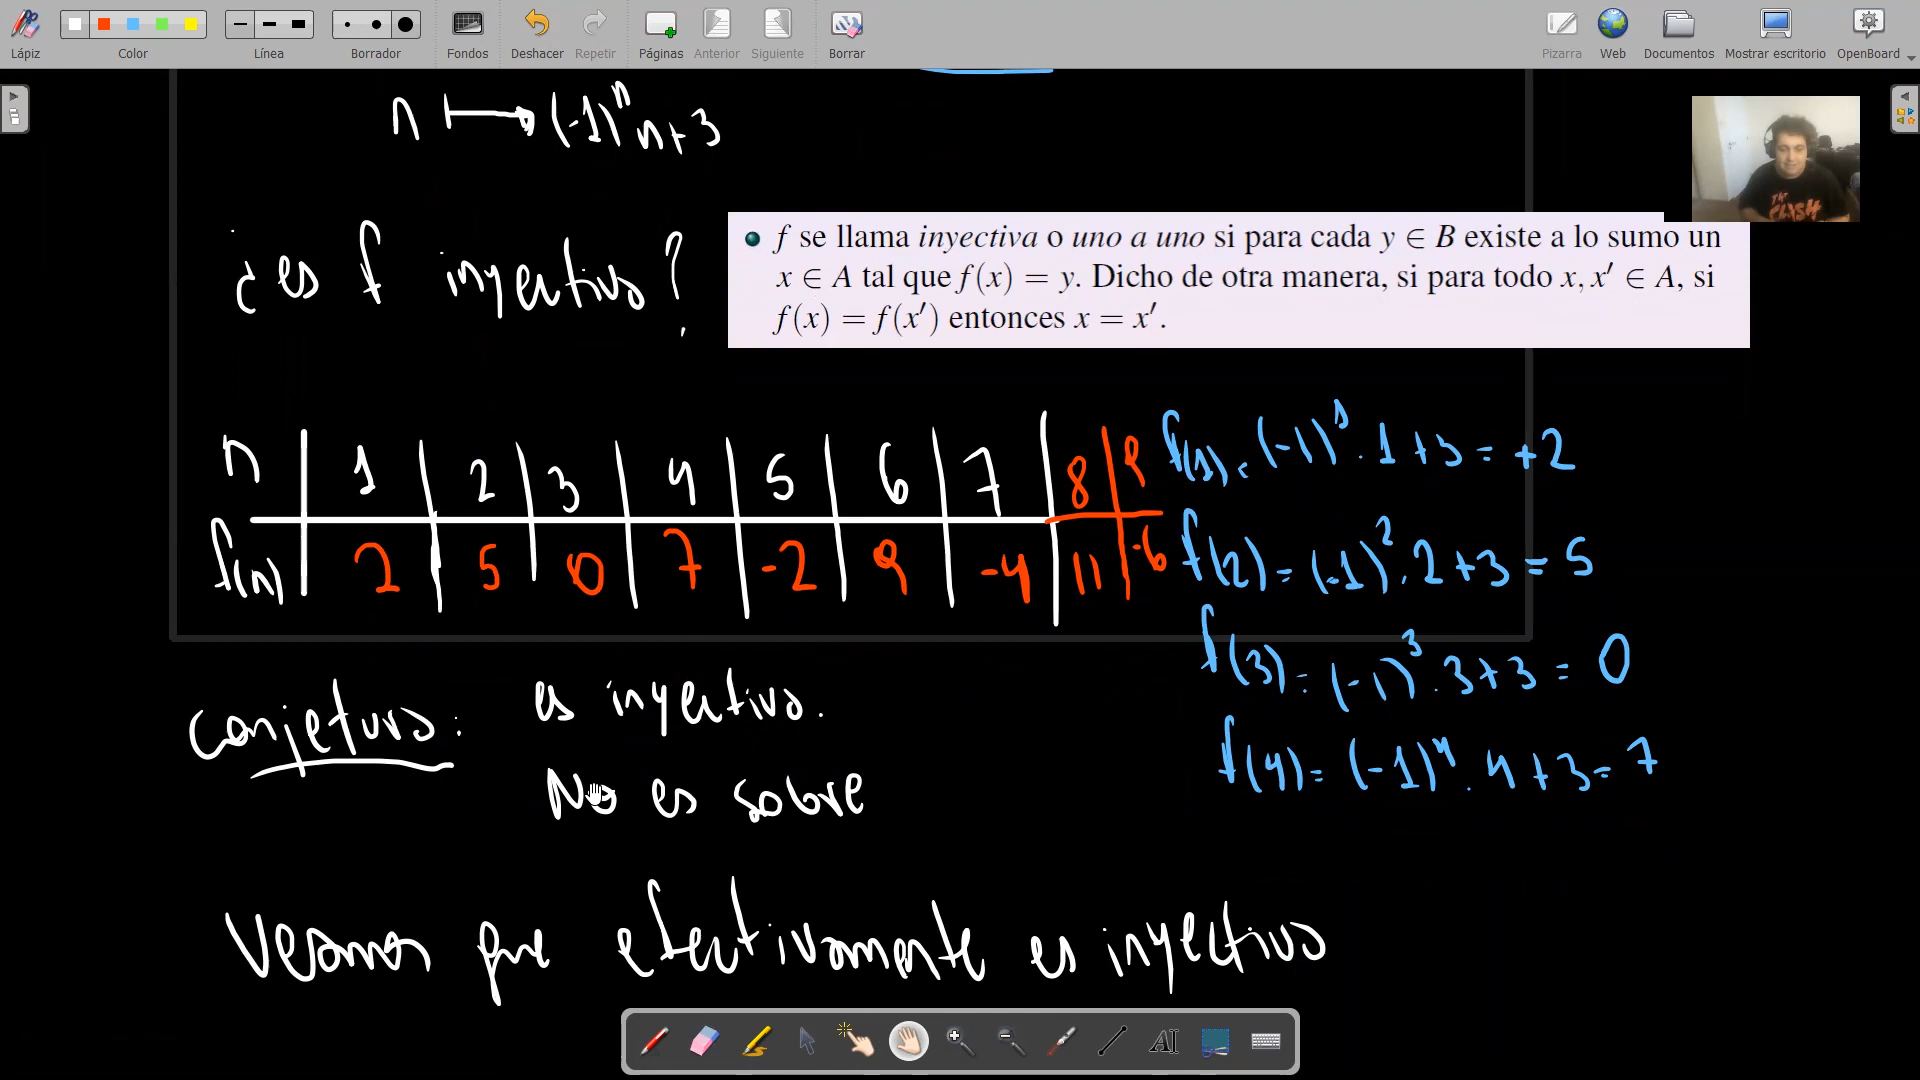 Lápiz Color Línea Borrador Fondos Deshacer Repetir Páginas Anterior Siguiente Borrar Pizarra Web Documentos Mostrar escritorio OpenBoard
n ↦ (-1)ⁿ n + 3
¿es f inyectiva?
f se llama inyectiva o uno a uno si para cada y ∈ B existe a lo sumo un
x ∈ A tal que f(x) = y. Dicho de otra manera, si para todo x, x′ ∈ A, si
f(x) = f(x′) entonces x = x′.
THE CLASH
n | 1 | 2 | 3 | 4 | 5 | 6 | 7 | 8 | 9
f(n) | 2 | 5 | 0 | 7 | -2 | 9 | -4 | 11 | -6
f(1) = (-1)¹ . 1 + 3 = +2
f(2) = (-1)² . 2 + 3 = 5
f(3) = (-1)³ . 3 + 3 = 0
f(4) = (-1)⁴ . 4 + 3 = 7
Conjetura: es inyectiva.
No es sobre
Veamos que efectivamente es inyectiva
AI